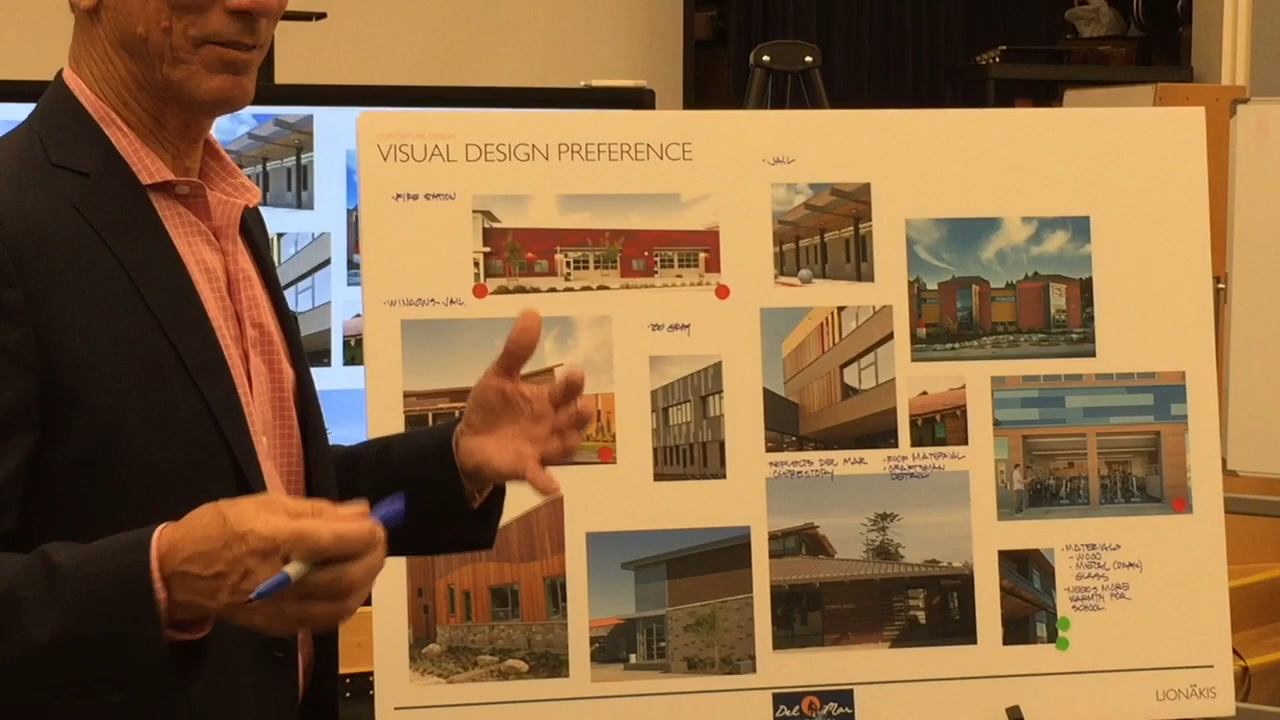 CONCEPTUAL DESIGN
VISUAL DESIGN PREFERENCE
• JAIL
• FIRE STATION
• WINDOWS-JAIL
• TOO GRAY
• REFLECTS DEL MAR
• CLERESTORY
• ROOF MATERIAL
• CRAFTSMAN
DETAIL
• MATERIALS
- WOOD
- METAL
- GLASS
• NEEDS MORE
WARMTH FOR
SCHOOL
LIONAKIS
Del Mar